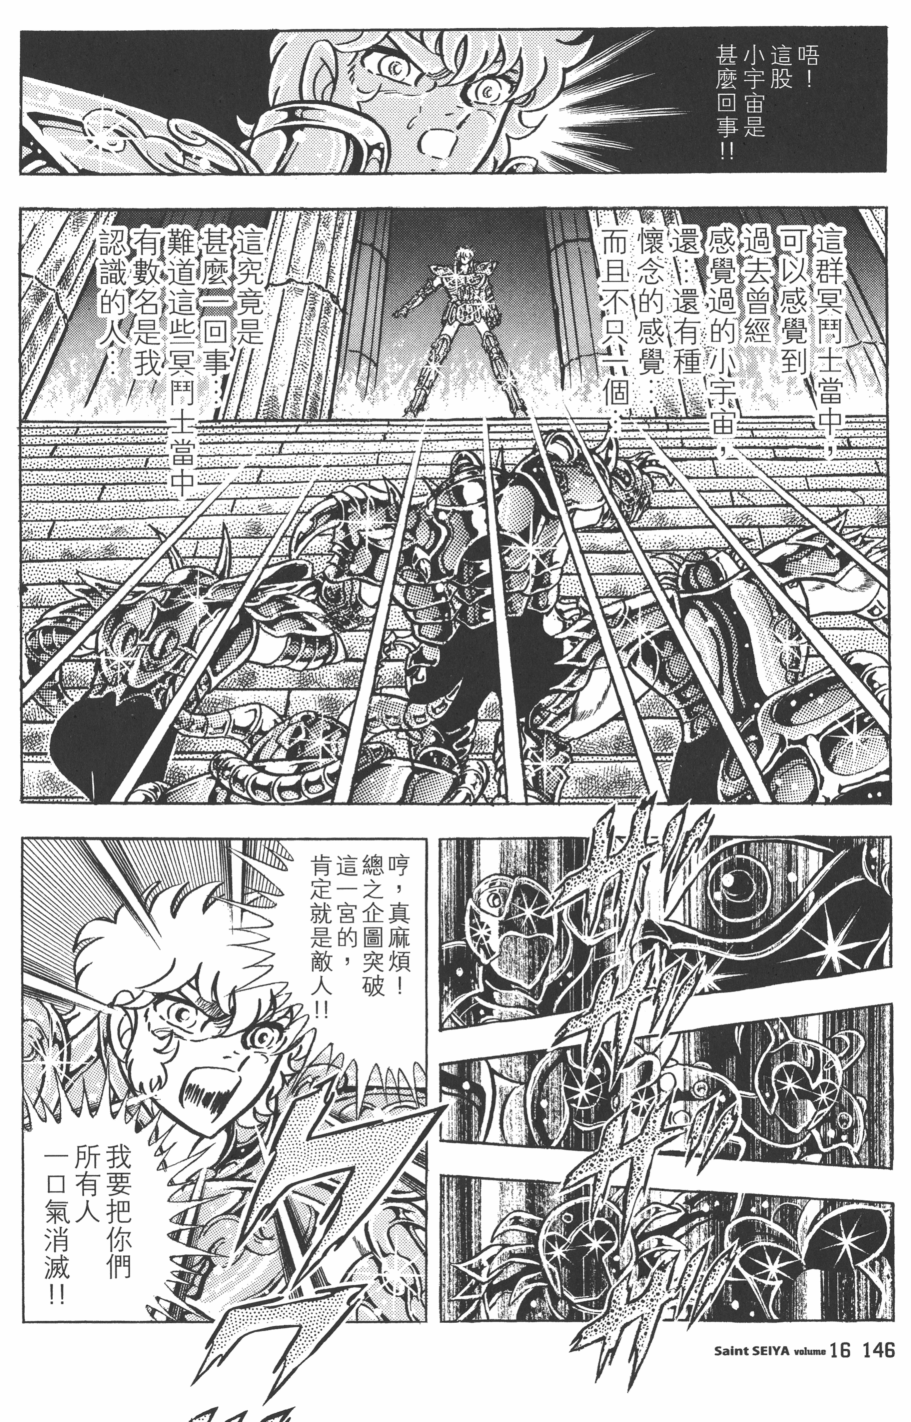 唔！
這股
小宇宙是
甚麼回事!!
這群冥鬥士當中，
可以感覺到
過去曾經
感覺過的小宇宙，
還…還有種
懷念的感覺…
而且不只一個…
這究竟是
甚麼一回事…
難道這些冥鬥士當中
有數名是我
認識的人…
ザッ
ザッ
ザッ
哼，真麻煩！
總之企圖突破
這一宮的，
肯定就是敵人!!
我要把你們
所有人
一口氣消滅!!
Saint SEIYA volume 16 146